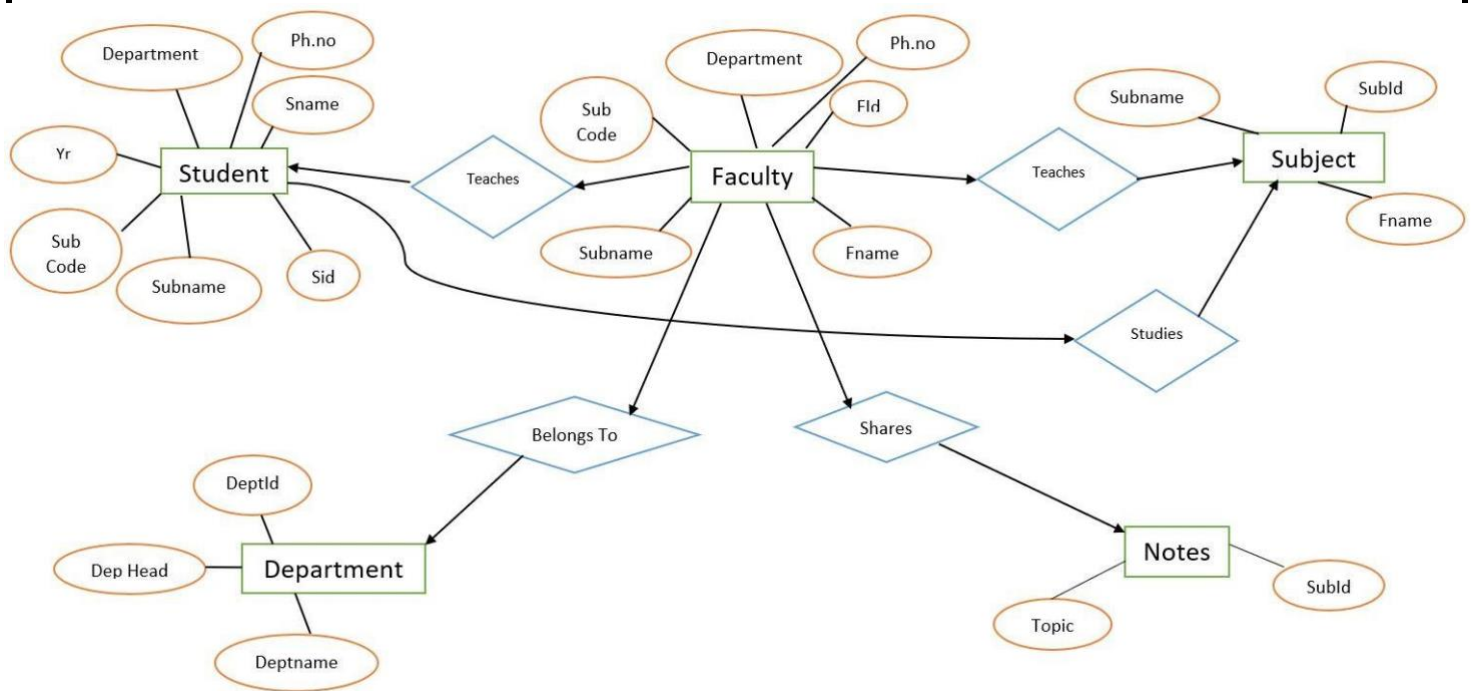 Department
Ph.no
Sname
Yr
Student
Sub
Code
Subname
Sid
Teaches
Department
Ph.no
Sub
Code
FId
Faculty
Subname
Fname
Teaches
Subname
SubId
Subject
Fname
Studies
Belongs To
Shares
DeptId
Dep Head
Department
Deptname
Notes
Topic
SubId